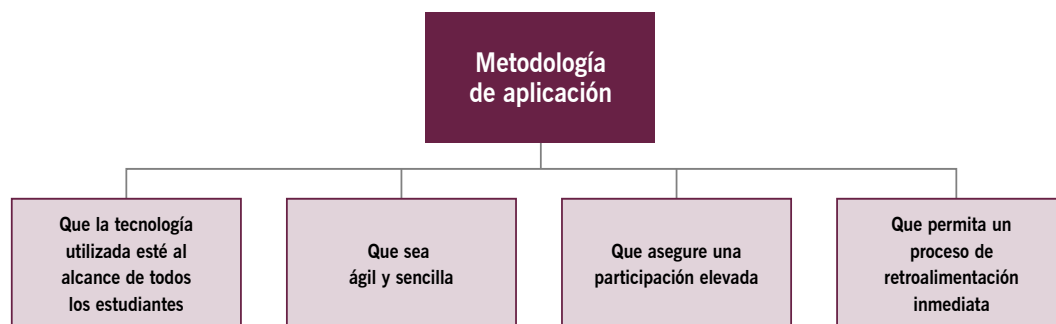 Metodología
de aplicación
Que la tecnología
utilizada esté al
alcance de todos
los estudiantes
Que sea
ágil y sencilla
Que asegure una
participación elevada
Que permita un
proceso de
retroalimentación
inmediata